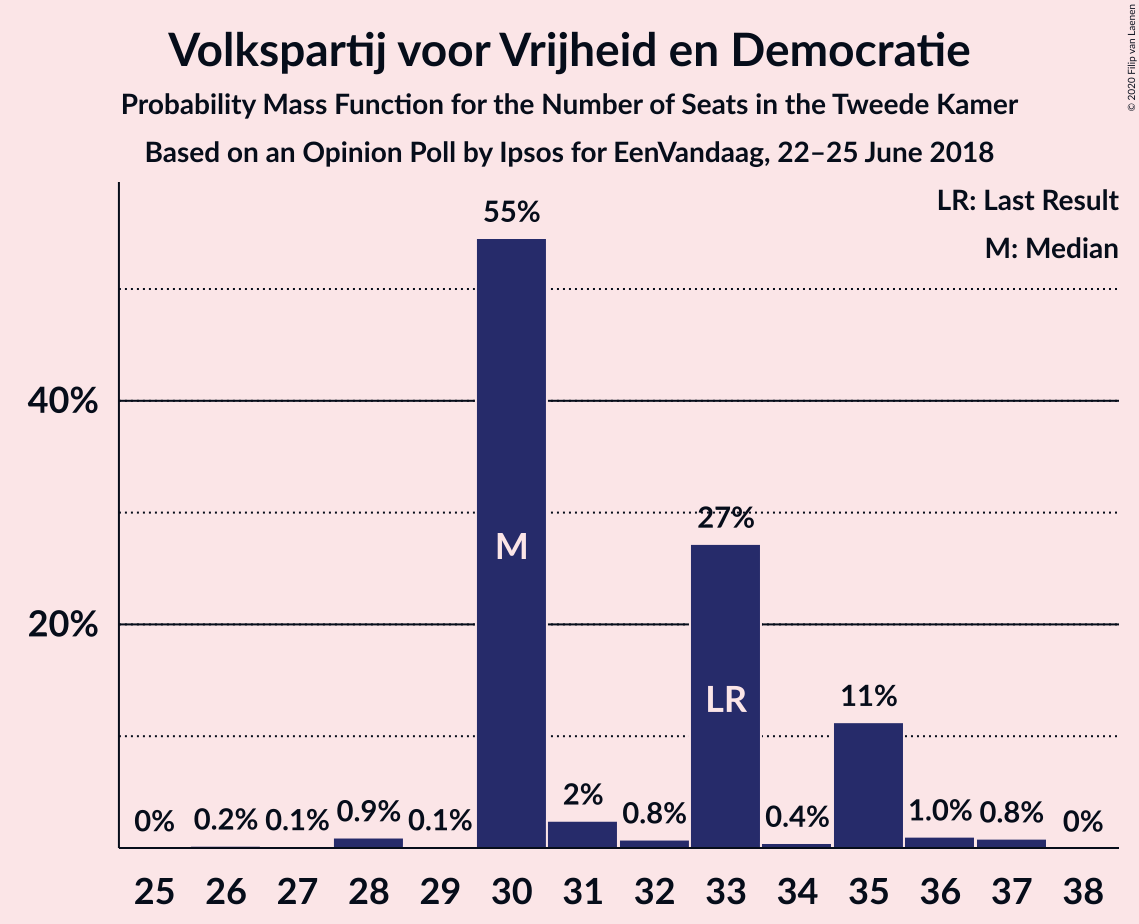 Volkspartij voor Vrijheid en Democratie
Probability Mass Function for the Number of Seats in the Tweede Kamer
Based on an Opinion Poll by Ipsos for EenVandaag, 22–25 June 2018
© 2020 Filip van Laenen
LR: Last Result
M: Median
55%
40%
27%
M
20%
LR
11%
0%
0.2%
0.1%
0.9%
0.1%
2%
0.8%
0.4%
1.0%
0.8%
0%
25 26 27 28 29 30 31 32 33 34 35 36 37 38